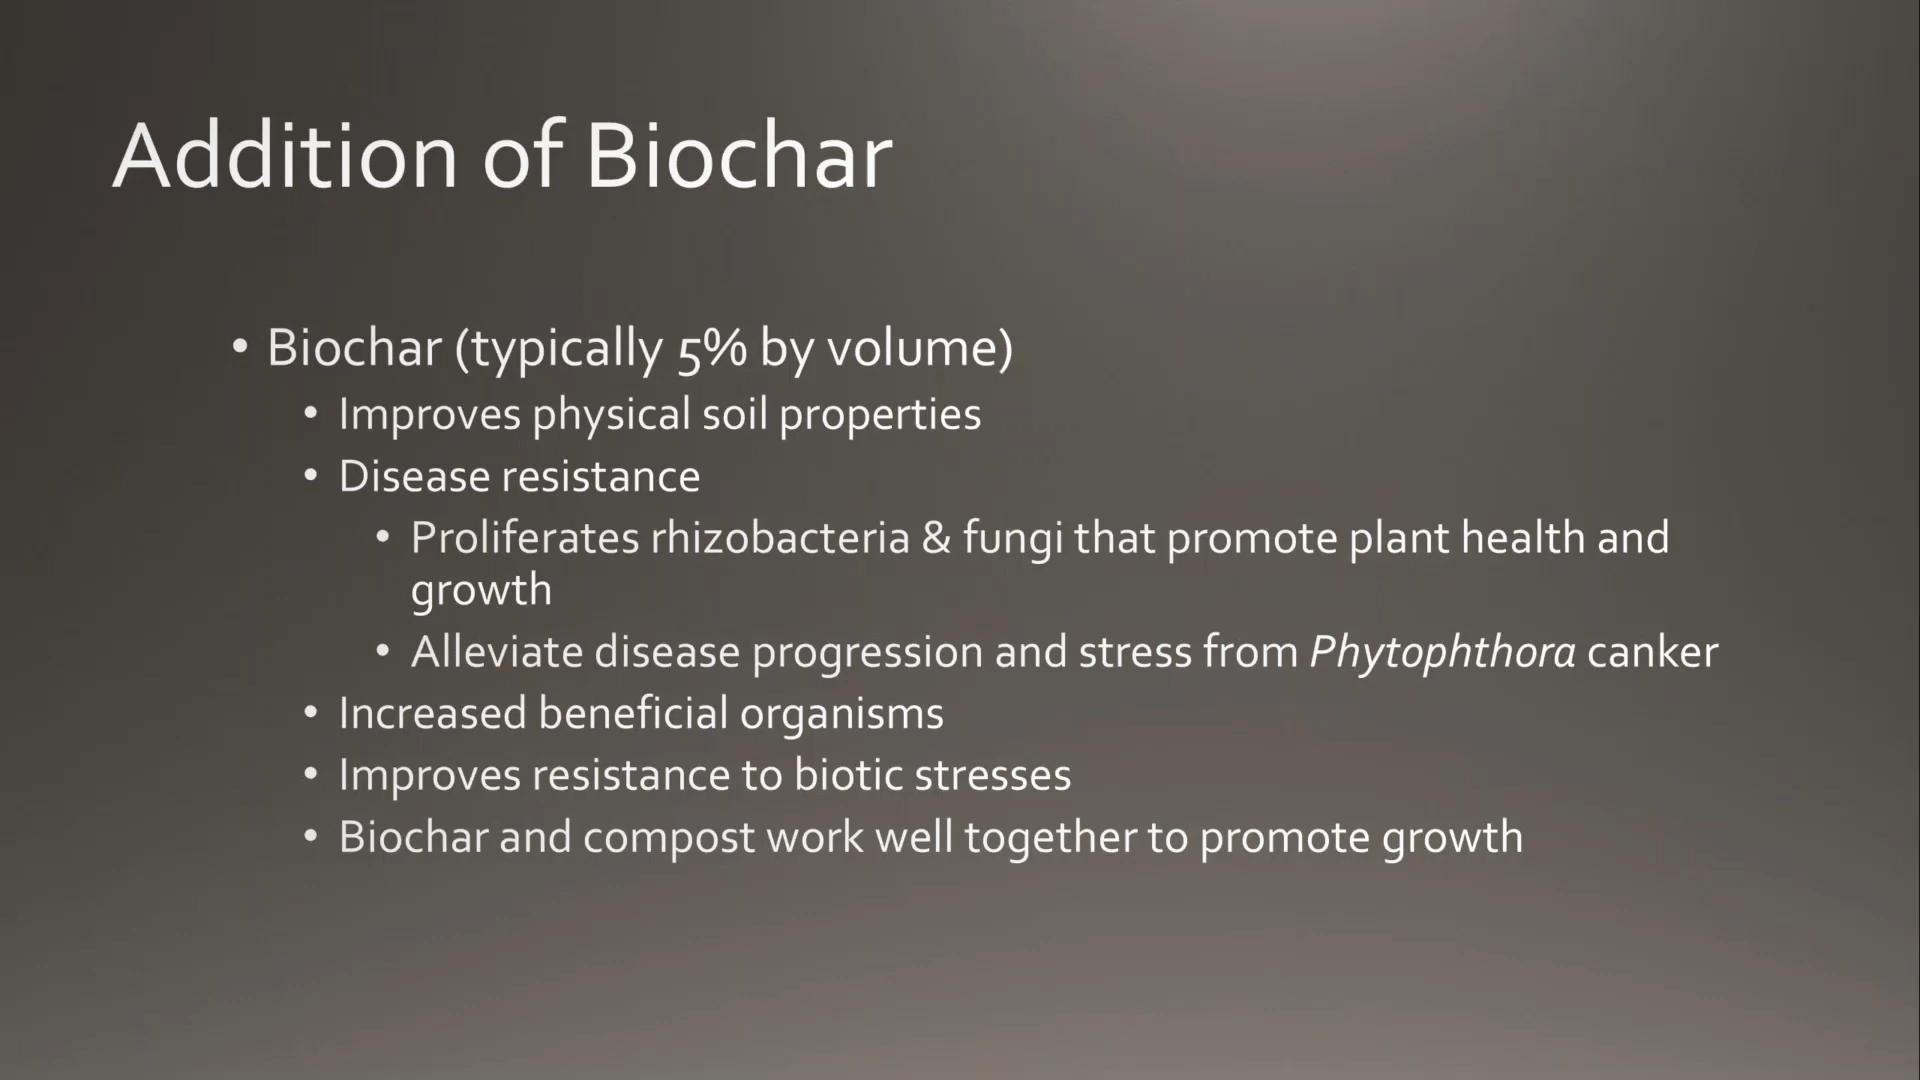 Addition of Biochar
• Biochar (typically 5% by volume)
• Improves physical soil properties
• Disease resistance
• Proliferates rhizobacteria & fungi that promote plant health and
growth
• Alleviate disease progression and stress from Phytophthora canker
• Increased beneficial organisms
• Improves resistance to biotic stresses
• Biochar and compost work well together to promote growth